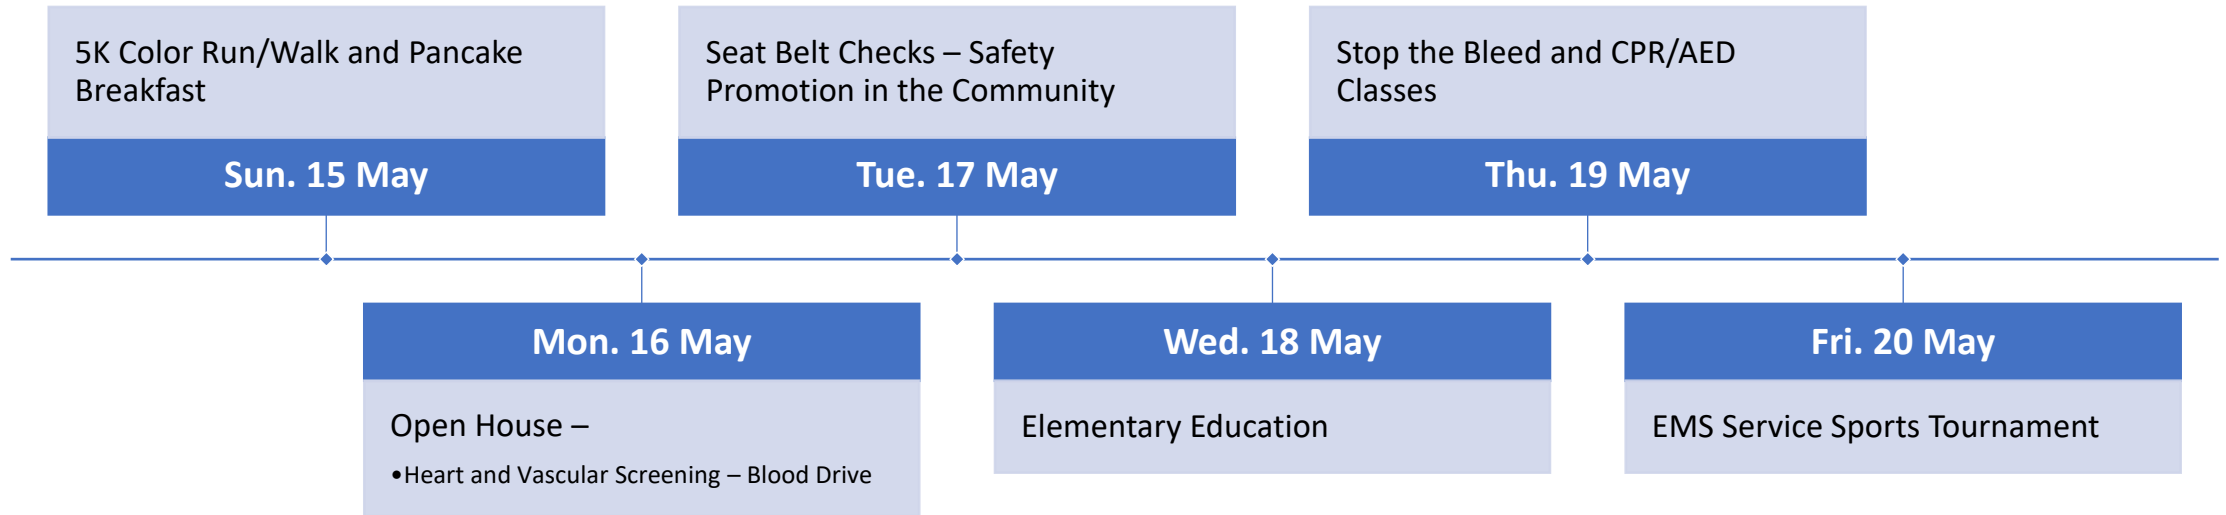 5K Color Run/Walk and Pancake
Breakfast
Sun. 15 May
Mon. 16 May
Open House –
•Heart and Vascular Screening – Blood Drive
Seat Belt Checks – Safety
Promotion in the Community
Tue. 17 May
Wed. 18 May
Elementary Education
Stop the Bleed and CPR/AED
Classes
Thu. 19 May
Fri. 20 May
EMS Service Sports Tournament